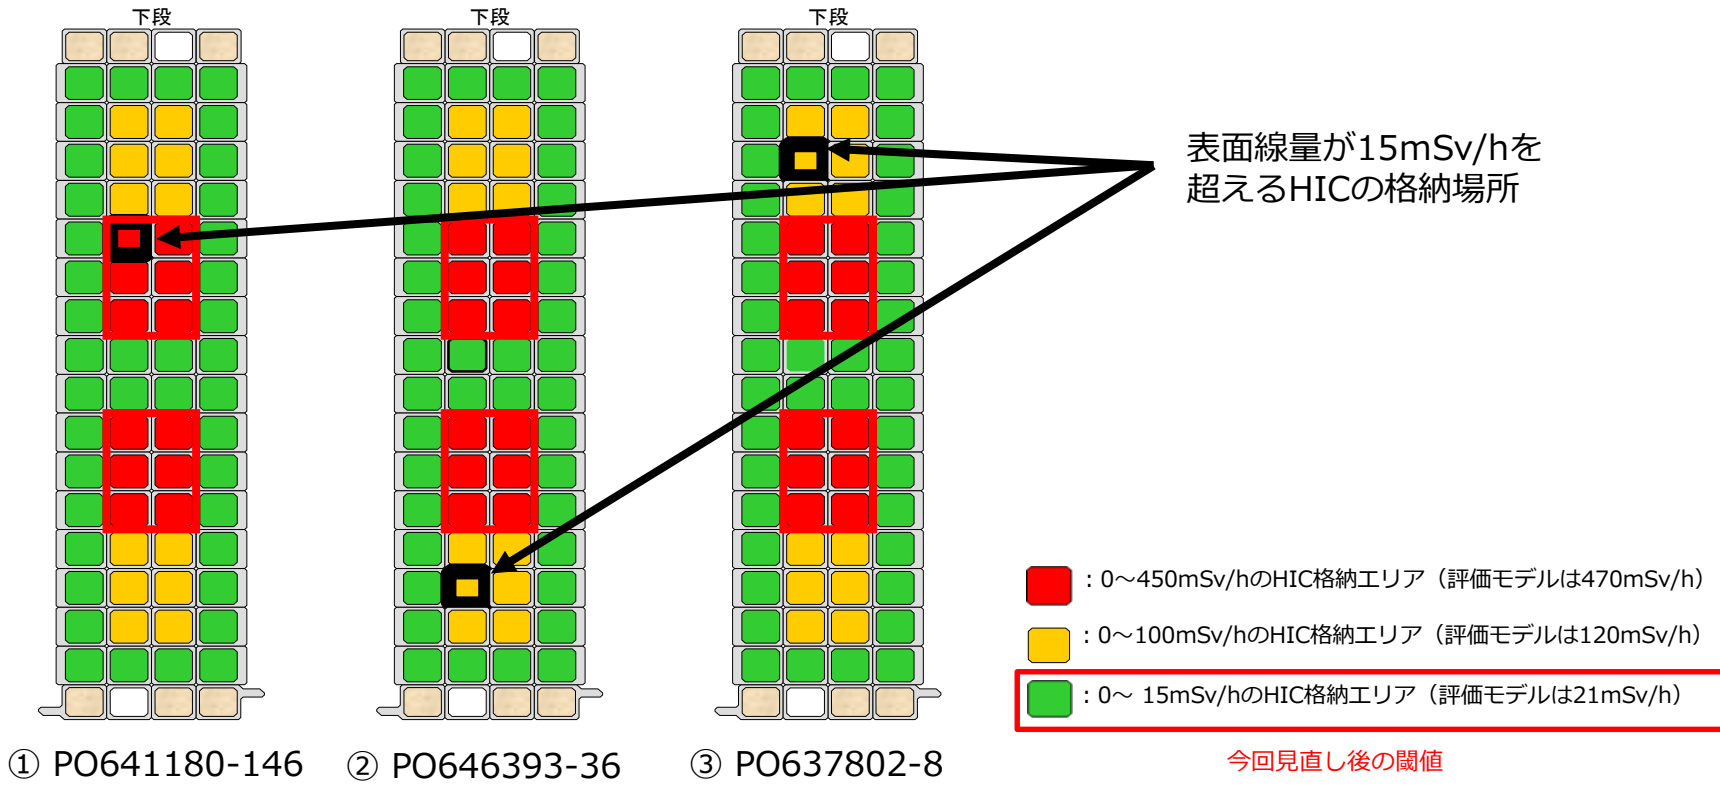 下段
下段
下段
表面線量が15mSv/hを
超えるHICの格納場所
：0～450mSv/hのHIC格納エリア（評価モデルは470mSv/h）
：0～100mSv/hのHIC格納エリア（評価モデルは120mSv/h）
：0～ 15mSv/hのHIC格納エリア（評価モデルは21mSv/h）
今回見直し後の閾値
① PO641180-146
② PO646393-36
③ PO637802-8